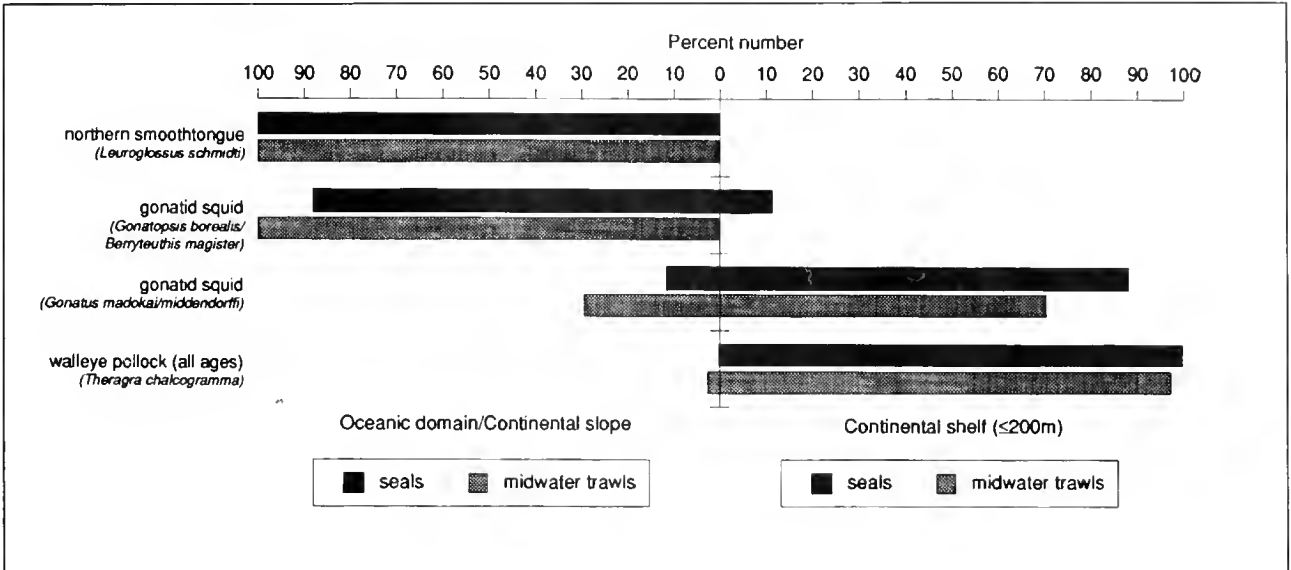 Percent number
100 90 80 70 60 50 40 30 20 10 0 10 20 30 40 50 60 70 80 90 100
northern smoothtongue
(Leuroglossus schmidti)
gonatid squid
(Gonatopsis borealis/
Berryteuthis magister)
gonatid squid
(Gonatus madokai/middendorffi)
walleye pollock (all ages)
(Theragra chalcogramma)
Oceanic domain/Continental slope
Continental shelf (≤200m)
seals midwater trawls
seals midwater trawls